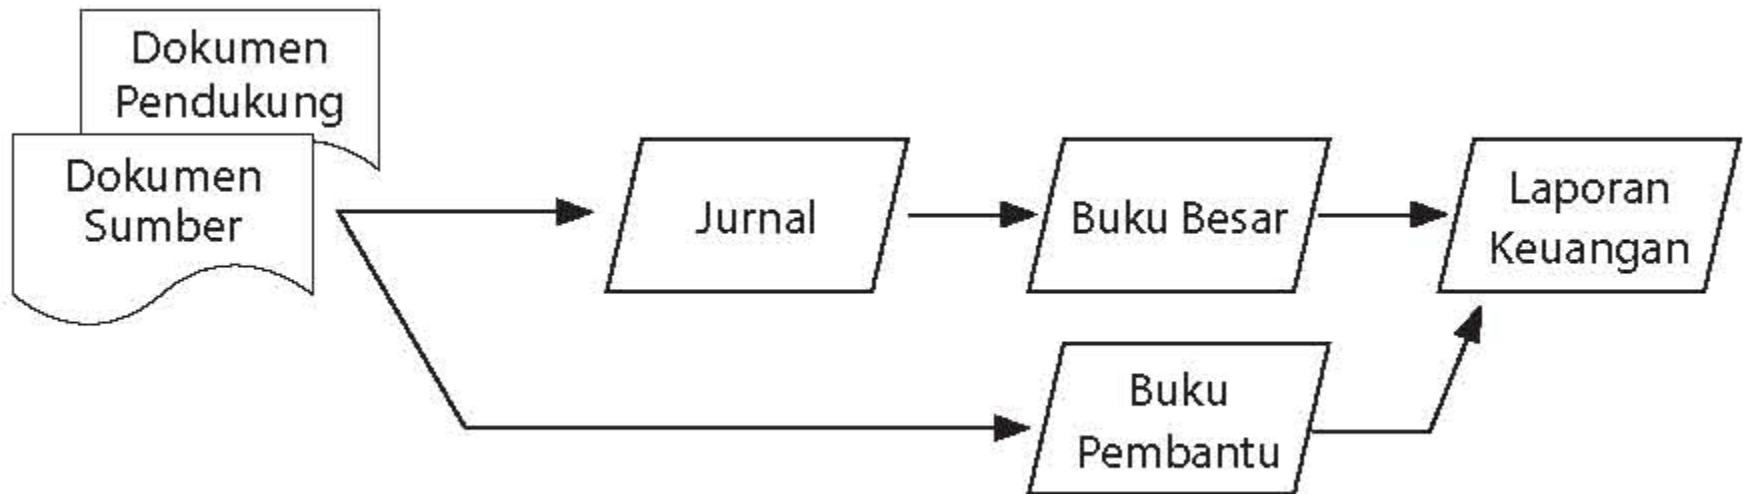 Dokumen
Pendukung
Dokumen
Sumber
Jurnal
Buku Besar
Laporan
Keuangan
Buku
Pembantu